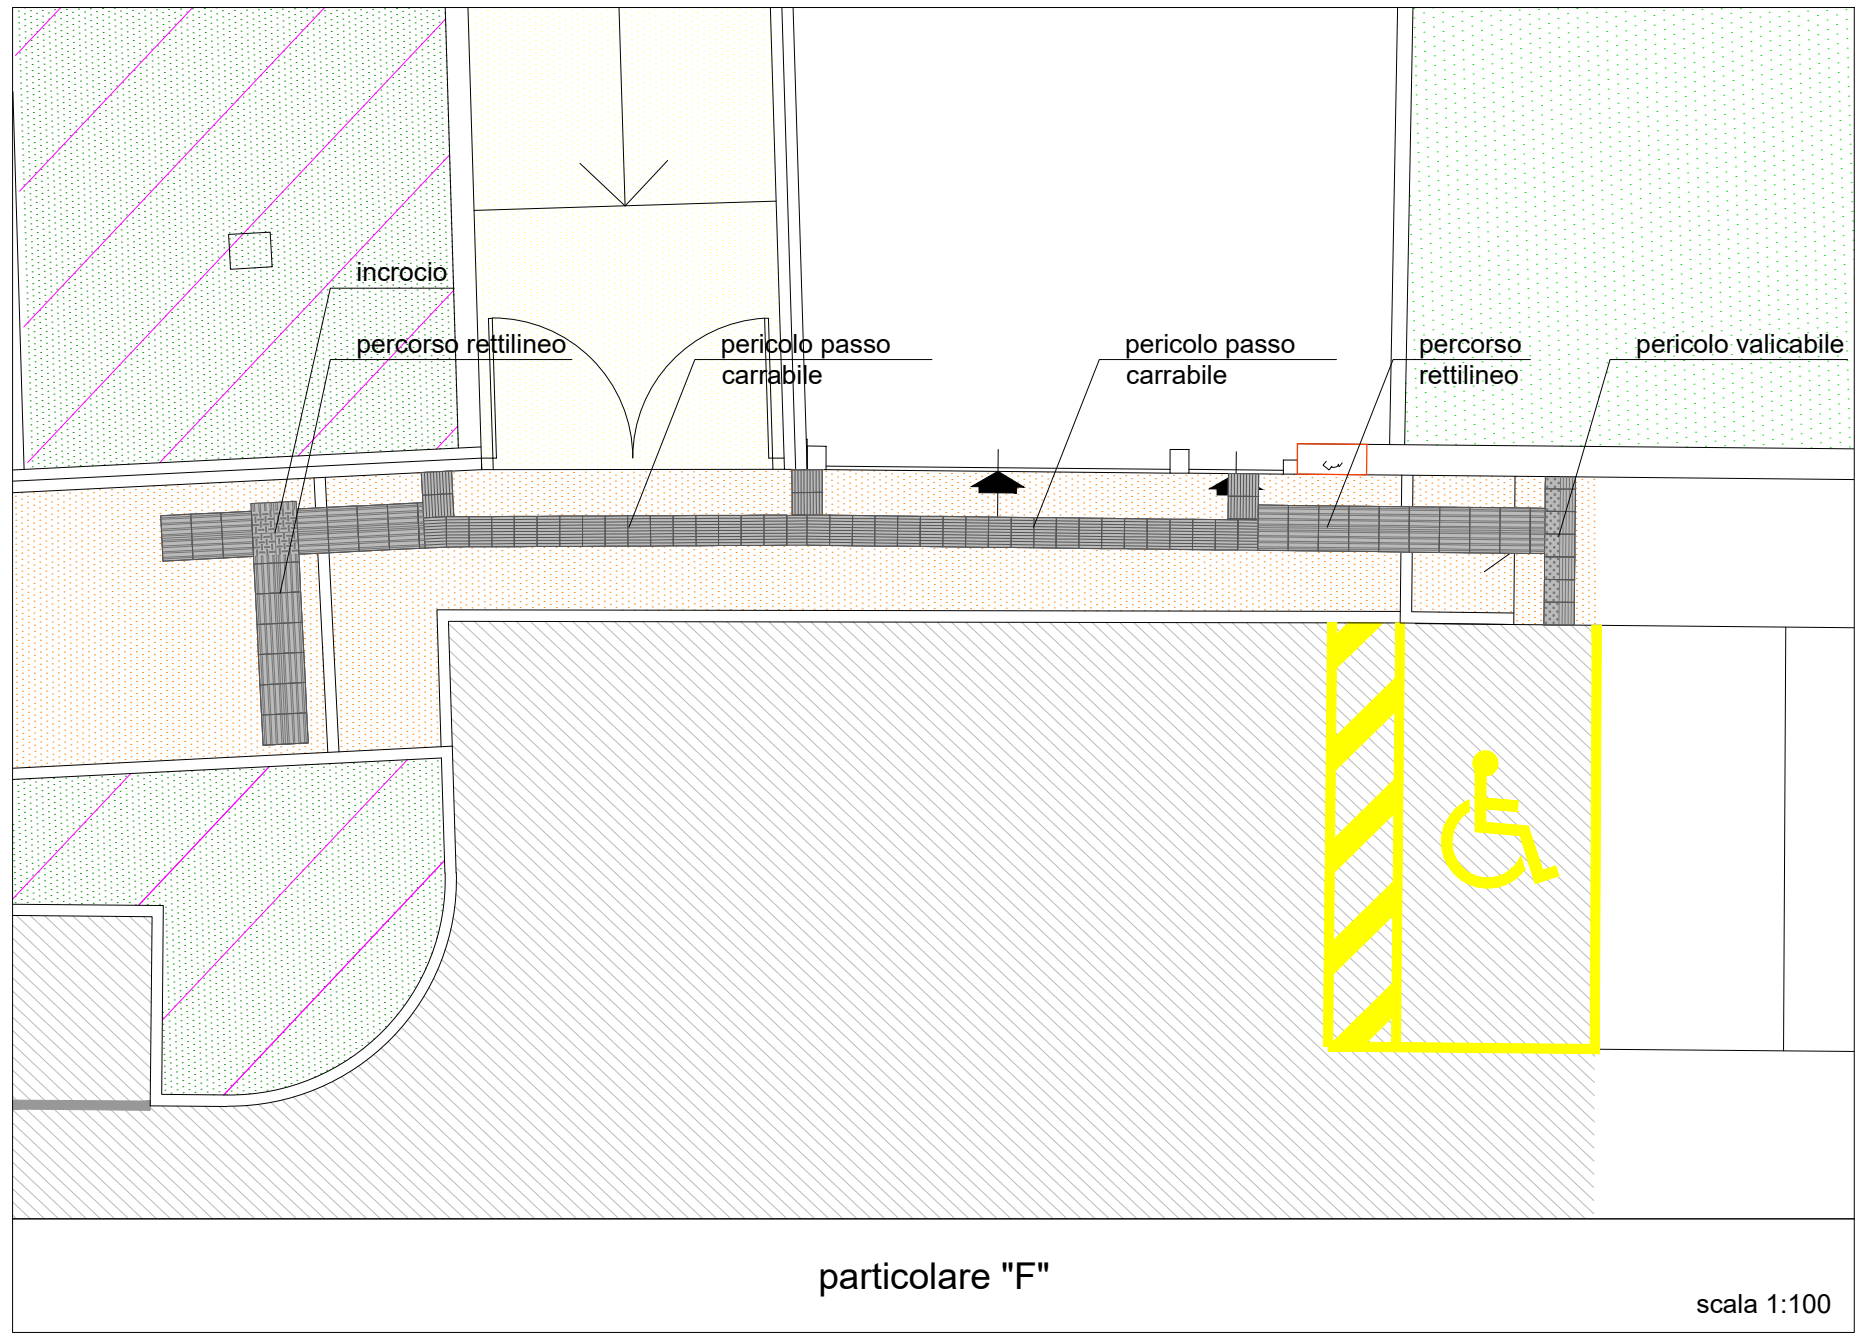 incrocio
percorso rettilineo
pericolo passo
carrabile
pericolo passo
carrabile
percorso
rettilineo
pericolo valicabile
particolare "F"
scala 1:100